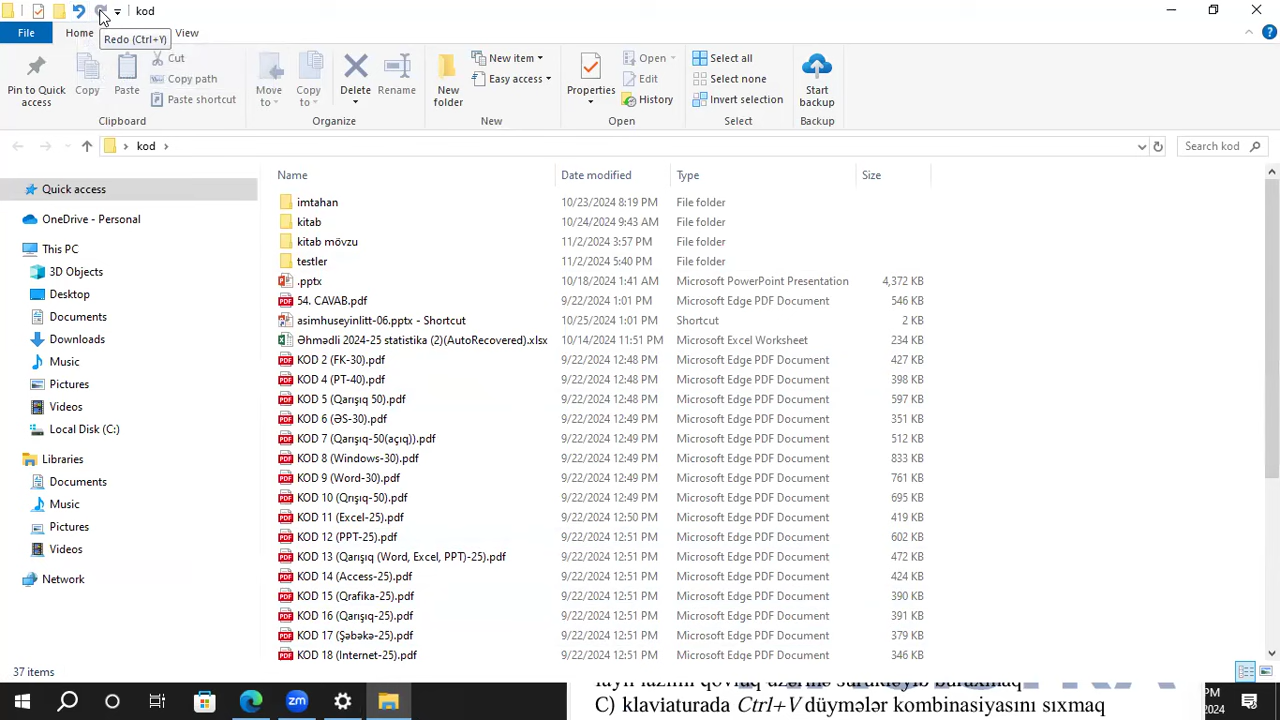 kod
File
Home
View
Redo (Ctrl+Y)
Pin to Quick access
Copy
Paste
Cut
Copy path
Paste shortcut
Clipboard
Move to
Copy to
Delete
Rename
Organize
New folder
New item
Easy access
New
Properties
Open
Edit
History
Open
Select all
Select none
Invert selection
Select
Start backup
Backup
kod
Search kod
Name Date modified Type Size
Quick access
OneDrive - Personal
This PC
3D Objects
Desktop
Documents
Downloads
Music
Pictures
Videos
Local Disk (C:)
Libraries
Documents
Music
Pictures
Videos
Network
imtahan 10/23/2024 8:19 PM File folder
kitab 10/24/2024 9:43 AM File folder
kitab mövzu 11/2/2024 3:57 PM File folder
testler 11/2/2024 5:40 PM File folder
.pptx 10/18/2024 1:41 AM Microsoft PowerPoint Presentation 4,372 KB
54. CAVAB.pdf 9/22/2024 1:01 PM Microsoft Edge PDF Document 546 KB
asimhuseyinlitt-06.pptx - Shortcut 10/25/2024 1:01 PM Shortcut 2 KB
Əhmədli 2024-25 statistika (2)(AutoRecovered).xlsx 10/14/2024 11:51 PM Microsoft Excel Worksheet 234 KB
KOD 2 (FK-30).pdf 9/22/2024 12:48 PM Microsoft Edge PDF Document 427 KB
KOD 4 (PT-40).pdf 9/22/2024 12:48 PM Microsoft Edge PDF Document 398 KB
KOD 5 (Qarışıq 50).pdf 9/22/2024 12:48 PM Microsoft Edge PDF Document 597 KB
KOD 6 (ƏS-30).pdf 9/22/2024 12:49 PM Microsoft Edge PDF Document 351 KB
KOD 7 (Qarışıq-50(açıq)).pdf 9/22/2024 12:49 PM Microsoft Edge PDF Document 512 KB
KOD 8 (Windows-30).pdf 9/22/2024 12:49 PM Microsoft Edge PDF Document 833 KB
KOD 9 (Word-30).pdf 9/22/2024 12:49 PM Microsoft Edge PDF Document 761 KB
KOD 10 (Qrışıq-50).pdf 9/22/2024 12:49 PM Microsoft Edge PDF Document 695 KB
KOD 11 (Excel-25).pdf 9/22/2024 12:50 PM Microsoft Edge PDF Document 419 KB
KOD 12 (PPT-25).pdf 9/22/2024 12:51 PM Microsoft Edge PDF Document 602 KB
KOD 13 (Qarışıq (Word, Excel, PPT)-25).pdf 9/22/2024 12:51 PM Microsoft Edge PDF Document 472 KB
KOD 14 (Access-25).pdf 9/22/2024 12:51 PM Microsoft Edge PDF Document 424 KB
KOD 15 (Qrafika-25).pdf 9/22/2024 12:51 PM Microsoft Edge PDF Document 390 KB
KOD 16 (Qarışıq-25).pdf 9/22/2024 12:51 PM Microsoft Edge PDF Document 391 KB
KOD 17 (Şəbəkə-25).pdf 9/22/2024 12:51 PM Microsoft Edge PDF Document 379 KB
KOD 18 (Internet-25).pdf 9/22/2024 12:51 PM Microsoft Edge PDF Document 346 KB
37 items
C) klaviaturada Ctrl+V düymələr kombinasiyasını sıxmaq
zm
PM
2024